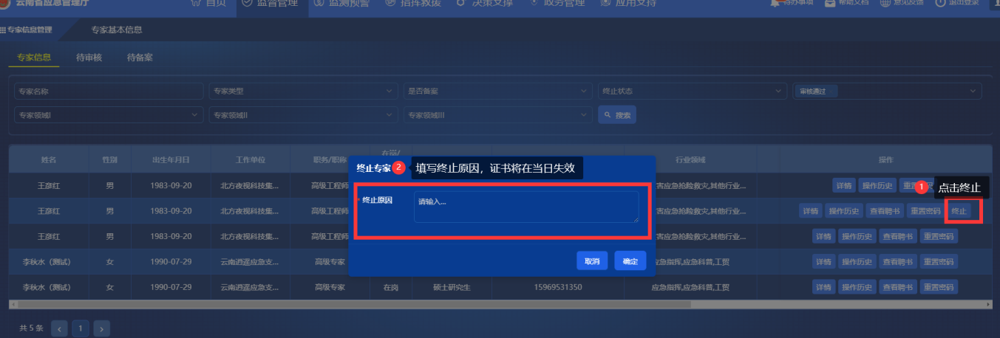 云南省应急管理厅 首页 监督管理 监测预警 指挥救援 决策支撑 政务管理 应用支持 待办事项 帮助文档 意见反馈 退出登录
专家信息管理 专家基本信息
专家信息 待审核 待备案
专家名称 专家类型 是否备案 终止状态 审核通过
专家领域I 专家领域II 专家领域III 搜索
姓名 性别 出生年月日 工作单位 职务/职称 在岗/ 行业领域 操作
终止专家 2 填写终止原因，证书将在当日失效
王彦红 男 1983-09-20 北方夜视科技集... 高级工程师 害应急抢险救灾,其他行业... 详情 操作历史 重置 1 点击终止
* 终止原因 请输入...
王彦红 男 1983-09-20 北方夜视科技集... 高级工程师 害应急抢险救灾,其他行业... 详情 操作历史 查看聘书 重置密码 终止
王彦红 男 1983-09-20 北方夜视科技集... 高级工程师 害应急抢险救灾,其他行业... 详情 操作历史 查看聘书 重置密码
取消 确定
李秋水（测试） 女 1990-07-29 云南逍遥应急支... 高级专家 应急指挥,应急科普,工贸 详情 操作历史 查看聘书 重置密码
李秋水（测试） 女 1990-07-29 云南逍遥应急支... 高级专家 在岗 硕士研究生 15969531350 应急指挥,应急科普,工贸 详情 操作历史 查看聘书 重置密码
共 5 条 < 1 >